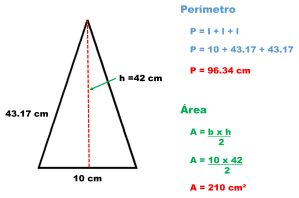 Perímetro
P = l + l + l
P = 10 + 43.17 + 43.17
P = 96.34 cm
h =42 cm
43.17 cm
10 cm
Área
A = b x h
2
A = 10 x 42
2
A = 210 cm²